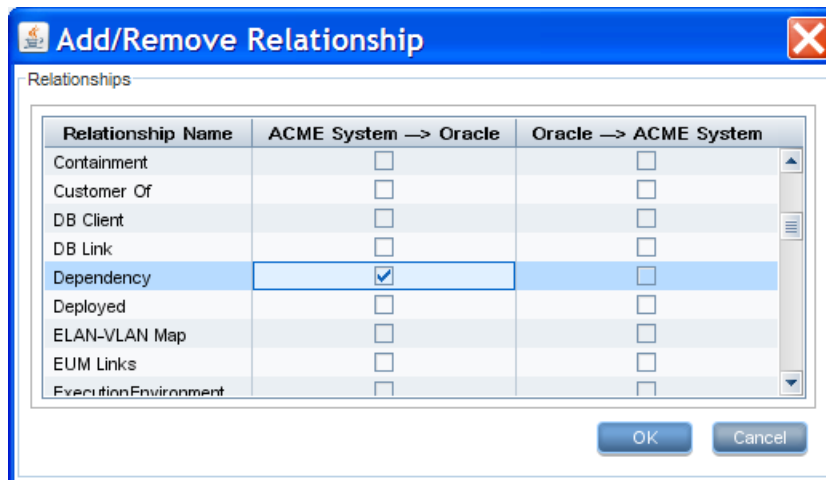 Add/Remove Relationship
Relationships
Relationship Name ACME System —> Oracle Oracle —> ACME System
Containment
Customer Of
DB Client
DB Link
Dependency
Deployed
ELAN-VLAN Map
EUM Links
ExecutionEnvironment
OK Cancel